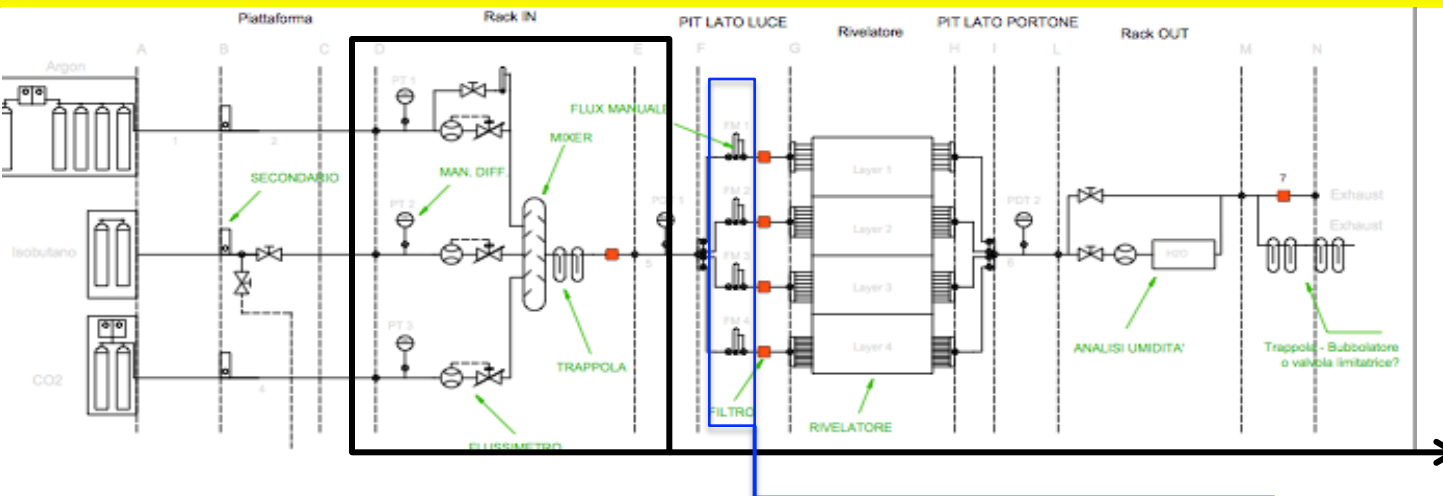 Piattaforma
Rack IN
PIT LATO LUCE
Rivelatore
PIT LATO PORTONE
Rack OUT
A
B
C
D
E
F
G
H
I
L
M
N
Argon
PT 1
FLUX MANUALE
FM 1
MIXER
1
2
Layer 1
SECONDARIO
MAN. DIFF.
7
Exhaust
PT 2
FM 2
PDT 2
Layer 2
Exhaust
Isobutano
5
FM 3
6
H2O
Layer 3
PT 3
FM 4
Layer 4
ANALISI UMIDITA'
Trappola - Bubbolatore
o valvola limitatrice?
CO2
TRAPPOLA
4
FILTRO
RIVELATORE
FLUSSIMETRO